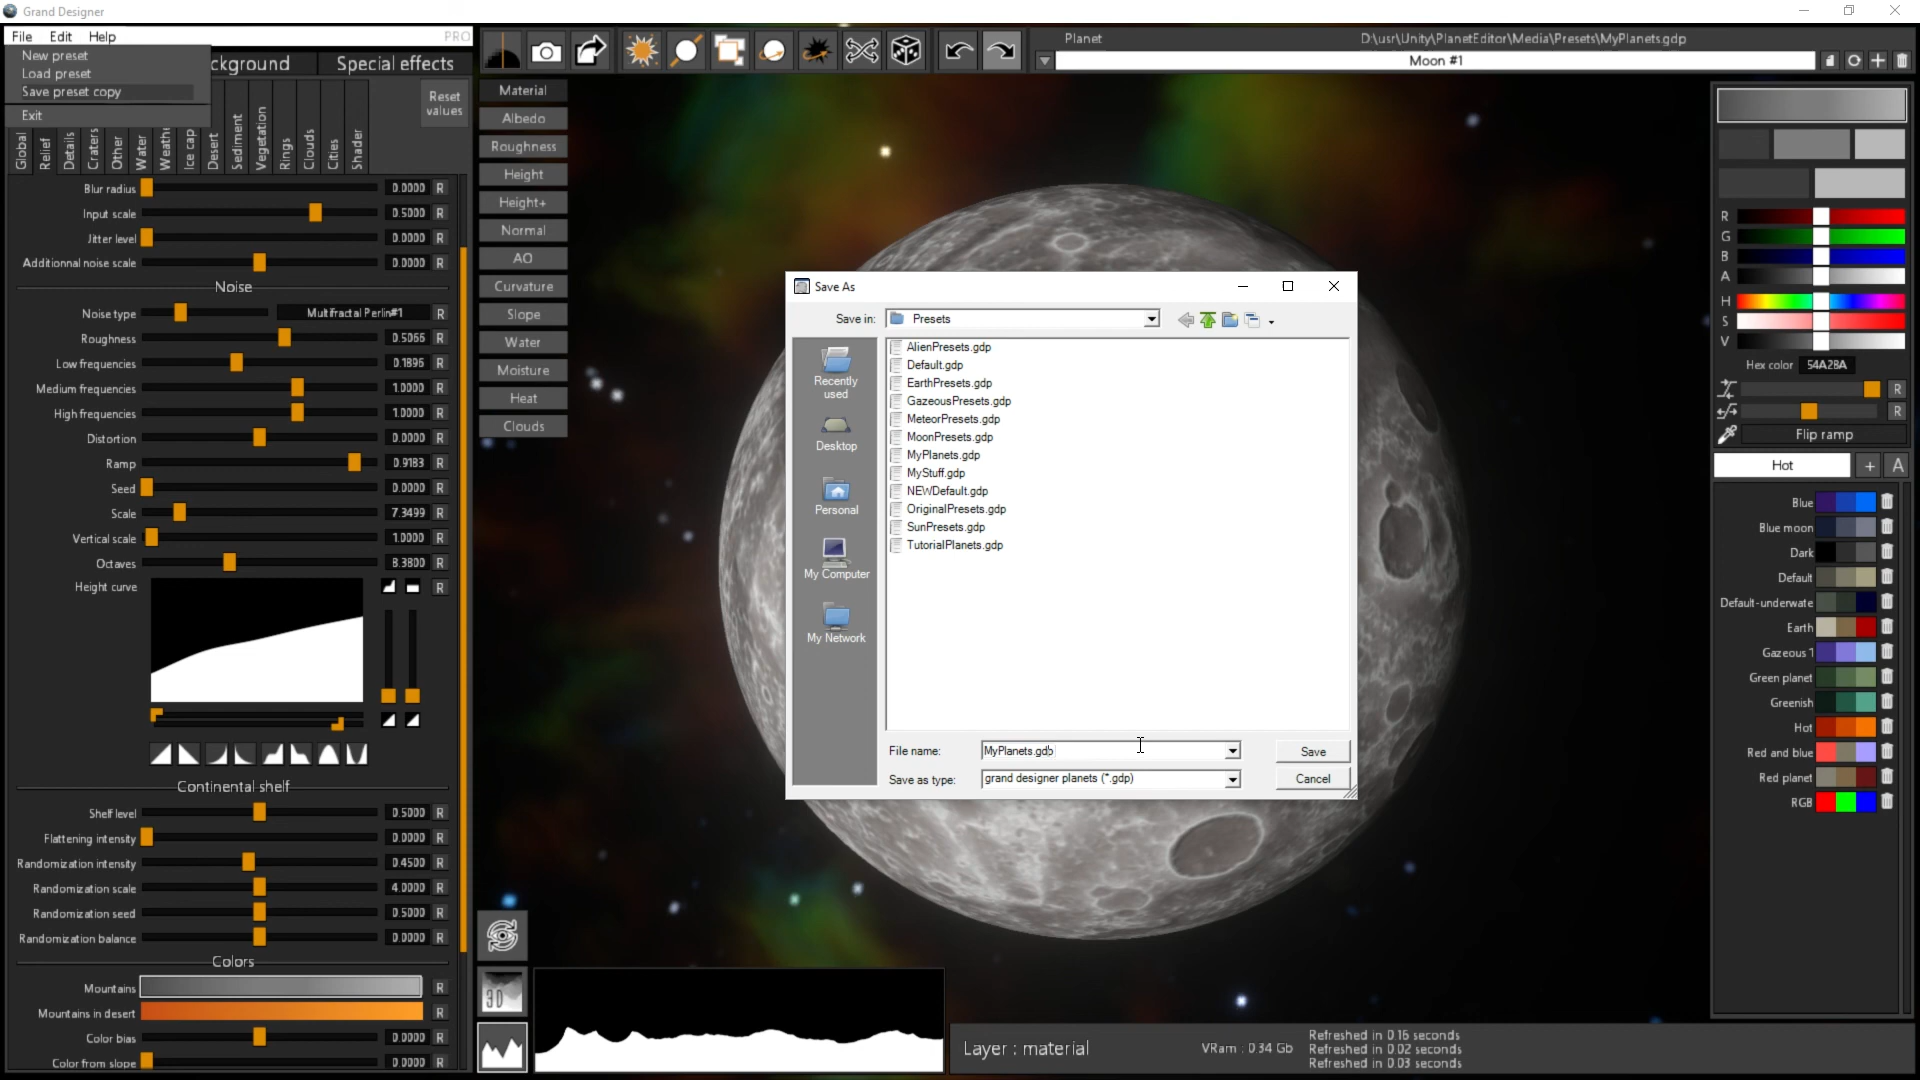 Grand Designer
File Edit Help
PRO
New preset
Load preset
Save preset copy
Exit
ckground
Special effects
Reset values
Global
Relief
Details
Craters
Other
Water
Weathe
Ice cap
Desert
Sediment
Vegetation
Rings
Clouds
Cities
Shader
Blur radius 0.0000 R
Input scale 0.5000 R
Jitter level 0.0000 R
Additionnal noise scale 0.0000 R
Noise
Noise type Multifractal Perlin#1 R
Roughness 0.5066 R
Low frequencies 0.1896 R
Medium frequencies 1.0000 R
High frequencies 1.0000 R
Distortion 0.0000 R
Ramp 0.9183 R
Seed 0.0000 R
Scale 7.3499 R
Vertical scale 1.0000 R
Octaves 8.3800 R
Height curve R
Continental shelf
Shelf level 0.5000 R
Flattening intensity 0.0000 R
Randomization intensity 0.4500 R
Randomization scale 4.0000 R
Randomization seed 0.5000 R
Randomization balance 0.0000 R
Colors
Mountains R
Mountains in desert R
Color bias 0.0000 R
Color from slope 0.0000 R
Material
Albedo
Roughness
Height
Height+
Normal
AO
Curvature
Slope
Water
Moisture
Heat
Clouds
Planet D:\usr\Unity\PlanetEditor\Media\Presets\MyPlanets.gdp
Moon #1
Save As
Save in: Presets
Recently used
Desktop
Personal
My Computer
My Network
AlienPresets.gdp
Default.gdp
EarthPresets.gdp
GazeousPresets.gdp
MeteorPresets.gdp
MoonPresets.gdp
MyPlanets.gdp
MyStuff.gdp
NEWDefault.gdp
OriginalPresets.gdp
SunPresets.gdp
TutorialPlanets.gdp
File name: MyPlanets.gdb Save
Save as type: grand designer planets (*.gdp) Cancel
3D
Layer : material
VRam : 0.34 Gb
Refreshed in 0.16 seconds
Refreshed in 0.02 seconds
Refreshed in 0.03 seconds
R
G
B
A
H
S
V
Hex color 54A28A
R
R
Flip ramp
Hot + A
Blue
Blue moon
Dark
Default
Default-underwate
Earth
Gazeous 1
Green planet
Greenish
Hot
Red and blue
Red planet
RGB